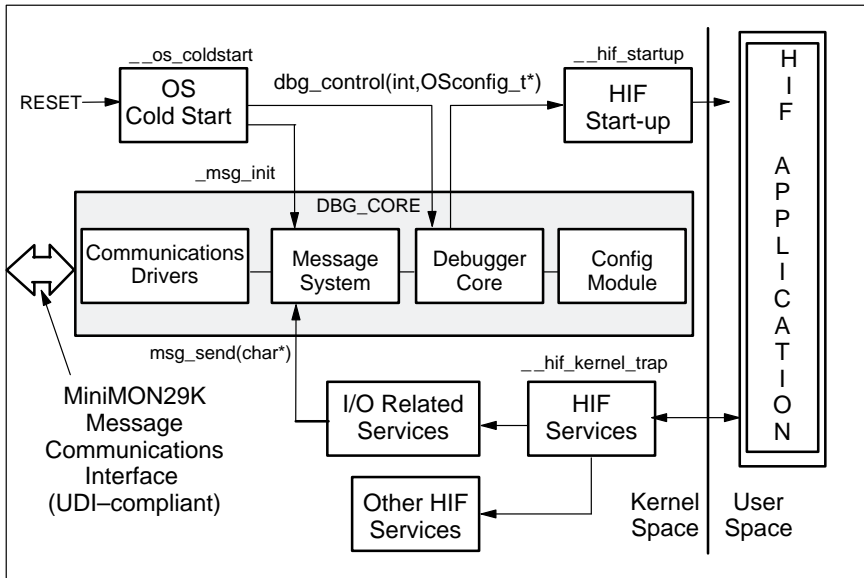 __os_coldstart
__hif_startup
RESET
OS
Cold Start
dbg_control(int,OSconfig_t*)
HIF
Start-up
_msg_init
DBG_CORE
Communications
Drivers
Message
System
Debugger
Core
Config
Module
msg_send(char*)
__hif_kernel_trap
MiniMON29K
Message
Communications
Interface
(UDI–compliant)
I/O Related
Services
HIF
Services
Other HIF
Services
Kernel
Space
User
Space
HIF APPLICATION